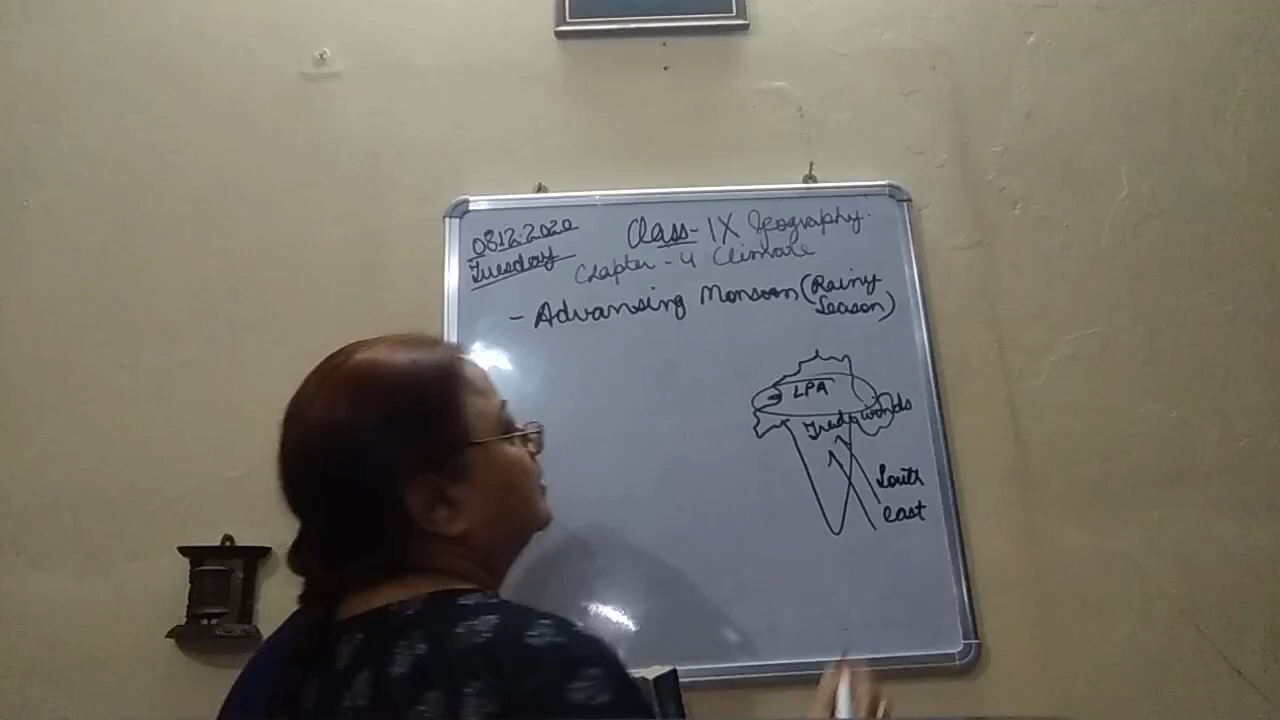 08.12.2020
Tuesday
Class - IX Geography
Chapter - 4 Climate
- Advansing Monsoon (Rainy
Season)
LPA
Trade winds
South
east